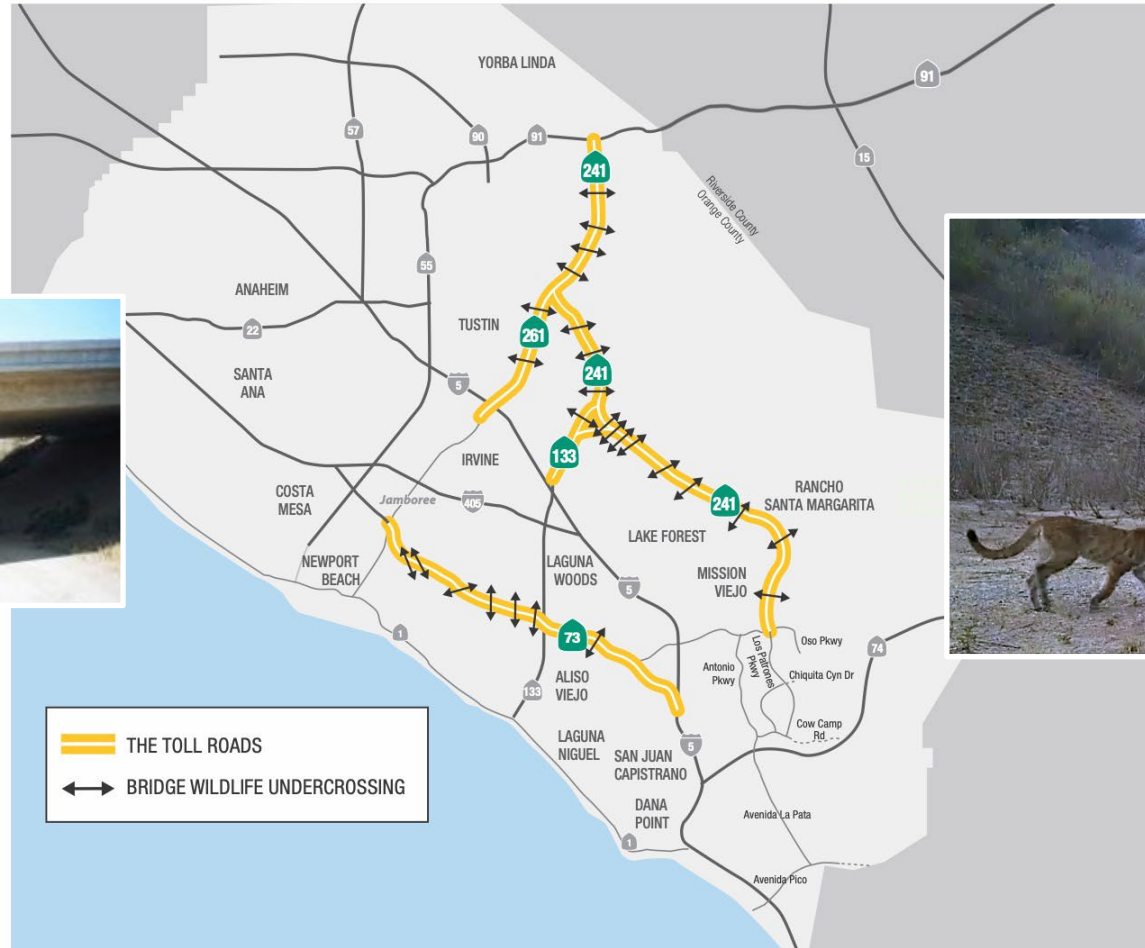 YORBA LINDA
91
57
90
91
241
15
Riverside County
Orange County
55
ANAHEIM
22
TUSTIN
261
SANTA
ANA
5
241
133
IRVINE
COSTA
MESA
Jamboree
405
241
RANCHO
SANTA MARGARITA
LAKE FOREST
NEWPORT
BEACH
LAGUNA
WOODS
MISSION
VIEJO
5
1
73
Oso Pkwy
74
Los Patrones
Pkwy
Antonio
Pkwy
Chiquita Cyn Dr
ALISO
VIEJO
133
Cow Camp
Rd
LAGUNA
NIGUEL
5
SAN JUAN
CAPISTRANO
DANA
POINT
Avenida La Pata
1
Avenida Pico
THE TOLL ROADS
BRIDGE WILDLIFE UNDERCROSSING